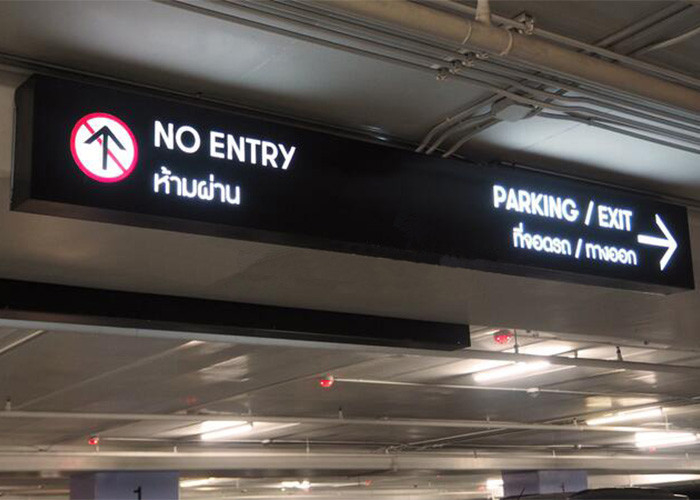 NO ENTRY
ห้ามผ่าน
PARKING / EXIT
ที่จอดรถ / ทางออก
1